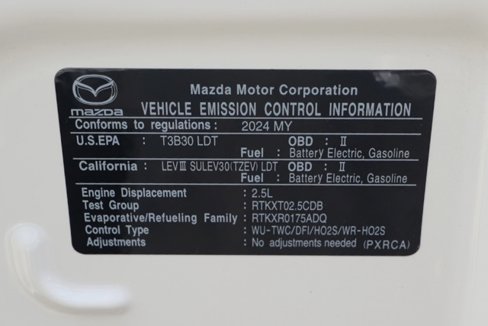 mazda
Mazda Motor Corporation
VEHICLE EMISSION CONTROL INFORMATION
Conforms to regulations : 2024 MY
U.S.EPA : T3B30 LDT OBD : II
Fuel : Battery Electric, Gasoline
California : LEVⅢ SULEV30(TZEV) LDT OBD : II
Fuel : Battery Electric, Gasoline
Engine Displacement : 2.5L
Test Group : RTKXT02.5CDB
Evaporative/Refueling Family : RTKXR0175ADQ
Control Type : WU-TWC/DFI/HO2S/WR-HO2S
Adjustments : No adjustments needed (PXRCA)